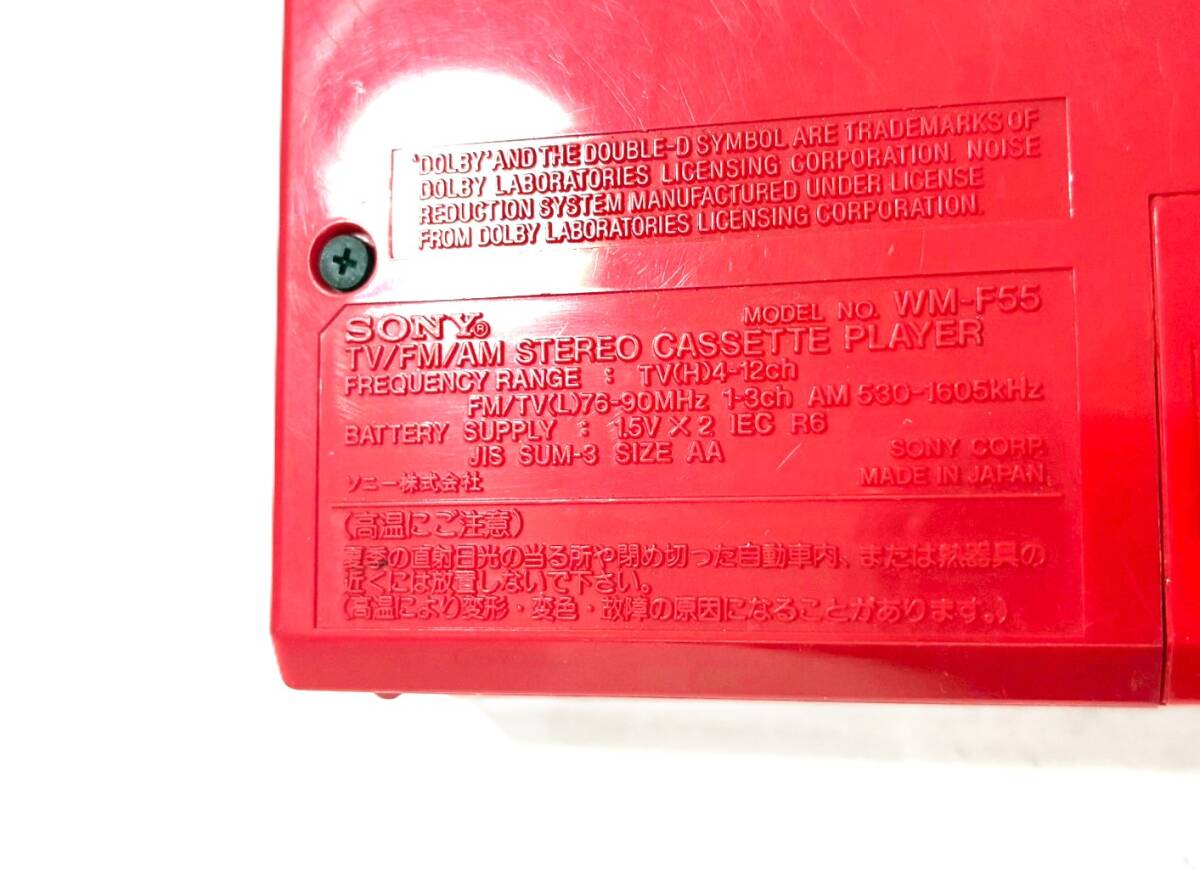 "DOLBY" AND THE DOUBLE-D SYMBOL ARE TRADEMARKS OF
DOLBY LABORATORIES LICENSING CORPORATION. NOISE
REDUCTION SYSTEM MANUFACTURED UNDER LICENSE
FROM DOLBY LABORATORIES LICENSING CORPORATION.
SONY® MODEL NO. WM-F55
TV/FM/AM STEREO CASSETTE PLAYER
FREQUENCY RANGE : TV(H)4-12ch
FM/TV(L)76-90MHz 1-3ch AM 530-1605kHz
BATTERY SUPPLY : 1.5V × 2 IEC R6
JIS SUM-3 SIZE AA SONY CORP.
ソニー株式会社 MADE IN JAPAN
(高温にご注意)
夏季の直射日光の当る所や閉め切った自動車内、または熱器具の
近くには放置しないで下さい。
(高温により変形・変色・故障の原因になることがあります。)